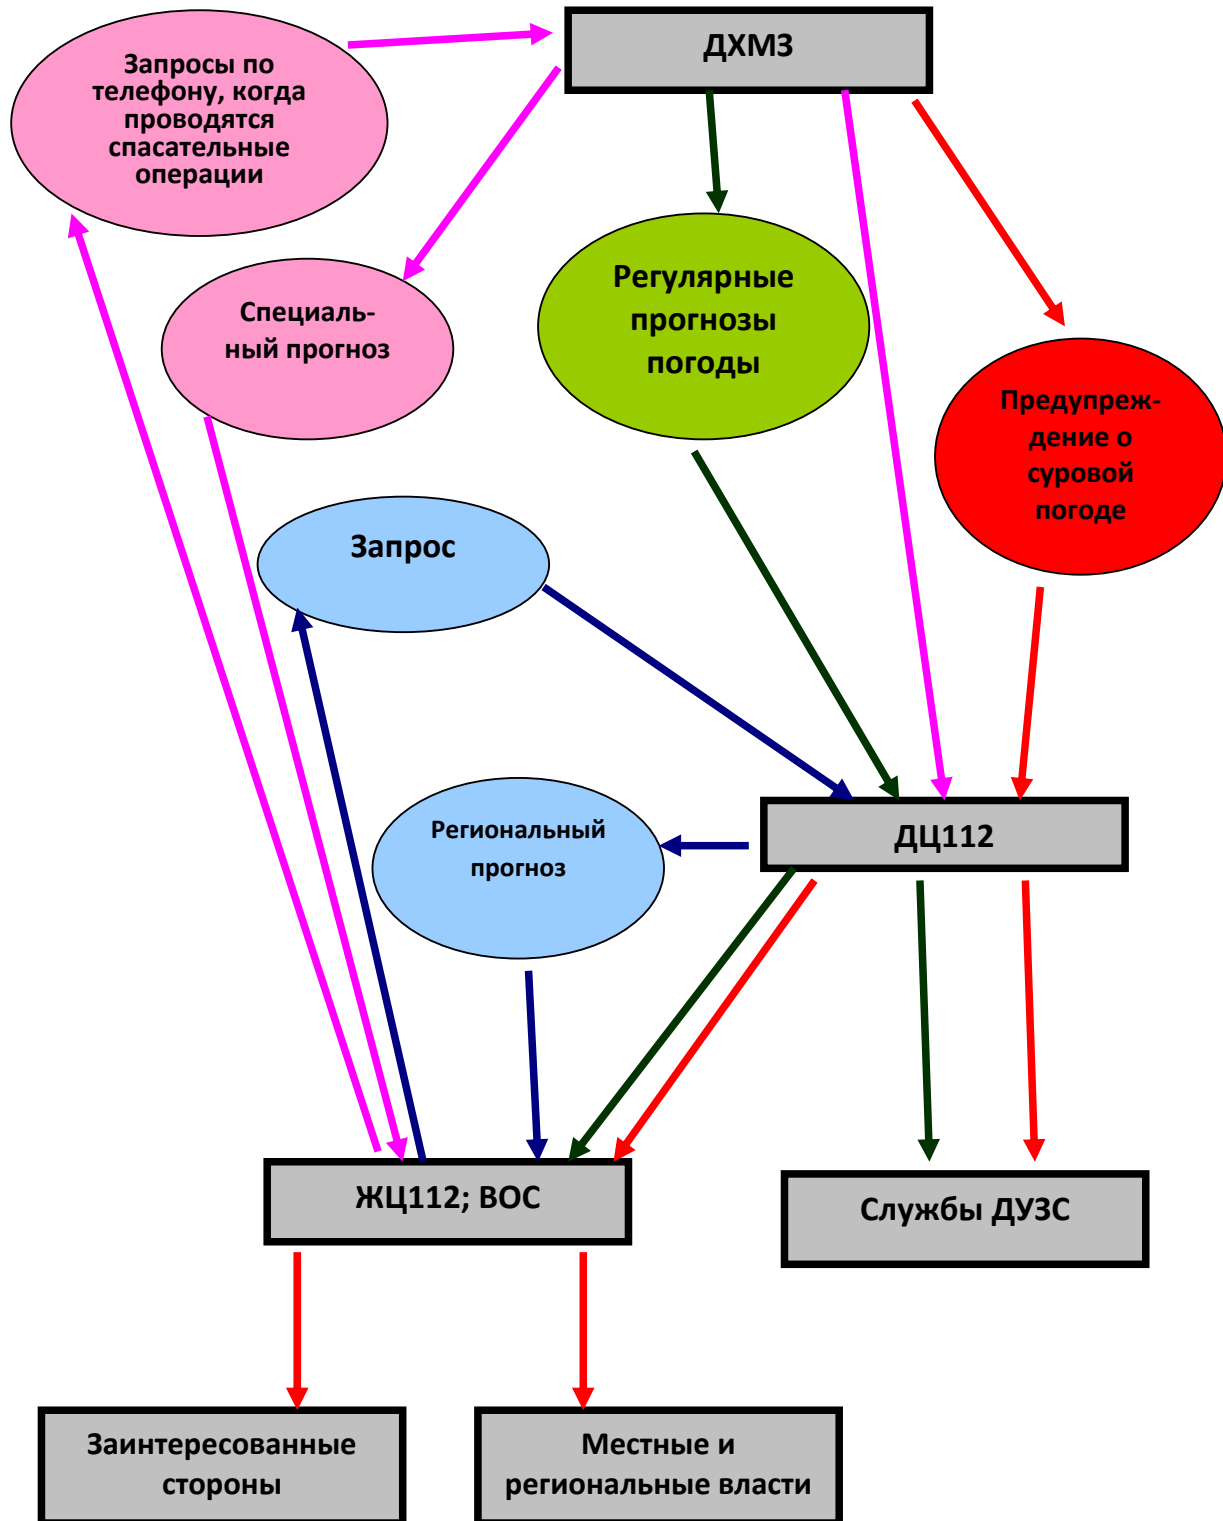 ДХМЗ
Запросы по
телефону, когда
проводятся
спасательные
операции
Специаль-
ный прогноз
Регулярные
прогнозы
погоды
Предупреж-
дение о
суровой
погоде
Запрос
Региональный
прогноз
ДЦ112
ЖЦ112; ВОС
Службы ДУЗС
Заинтересованные
стороны
Местные и
региональные власти